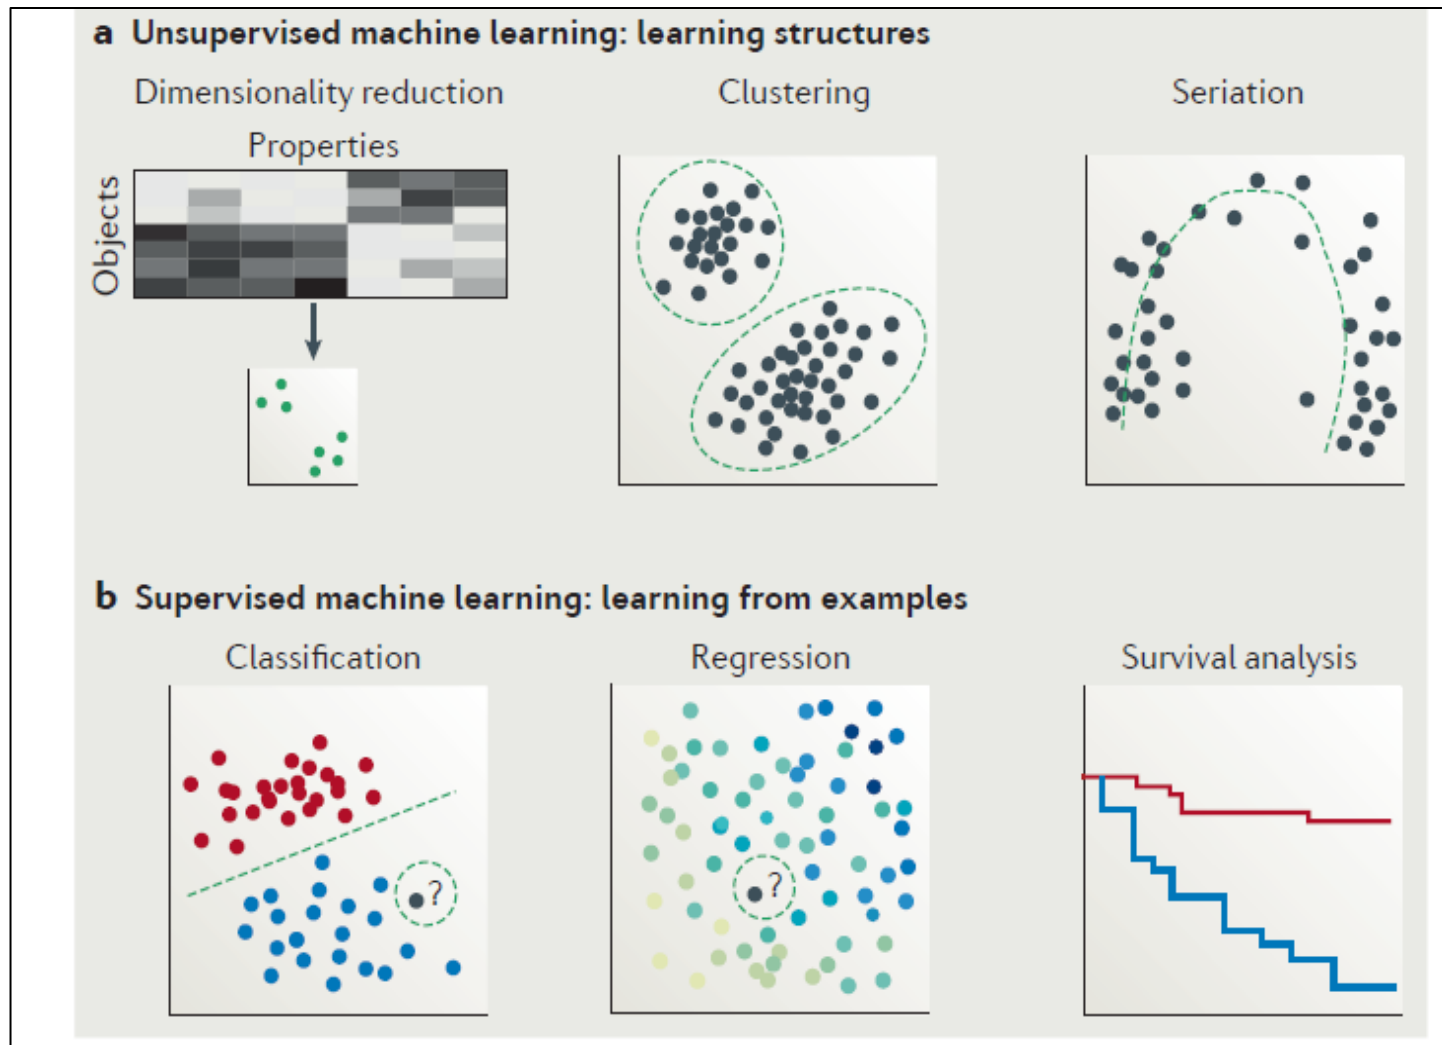 a Unsupervised machine learning: learning structures
Dimensionality reduction
Properties
Objects
Clustering
Seriation
b Supervised machine learning: learning from examples
Classification
?
Regression
?
Survival analysis